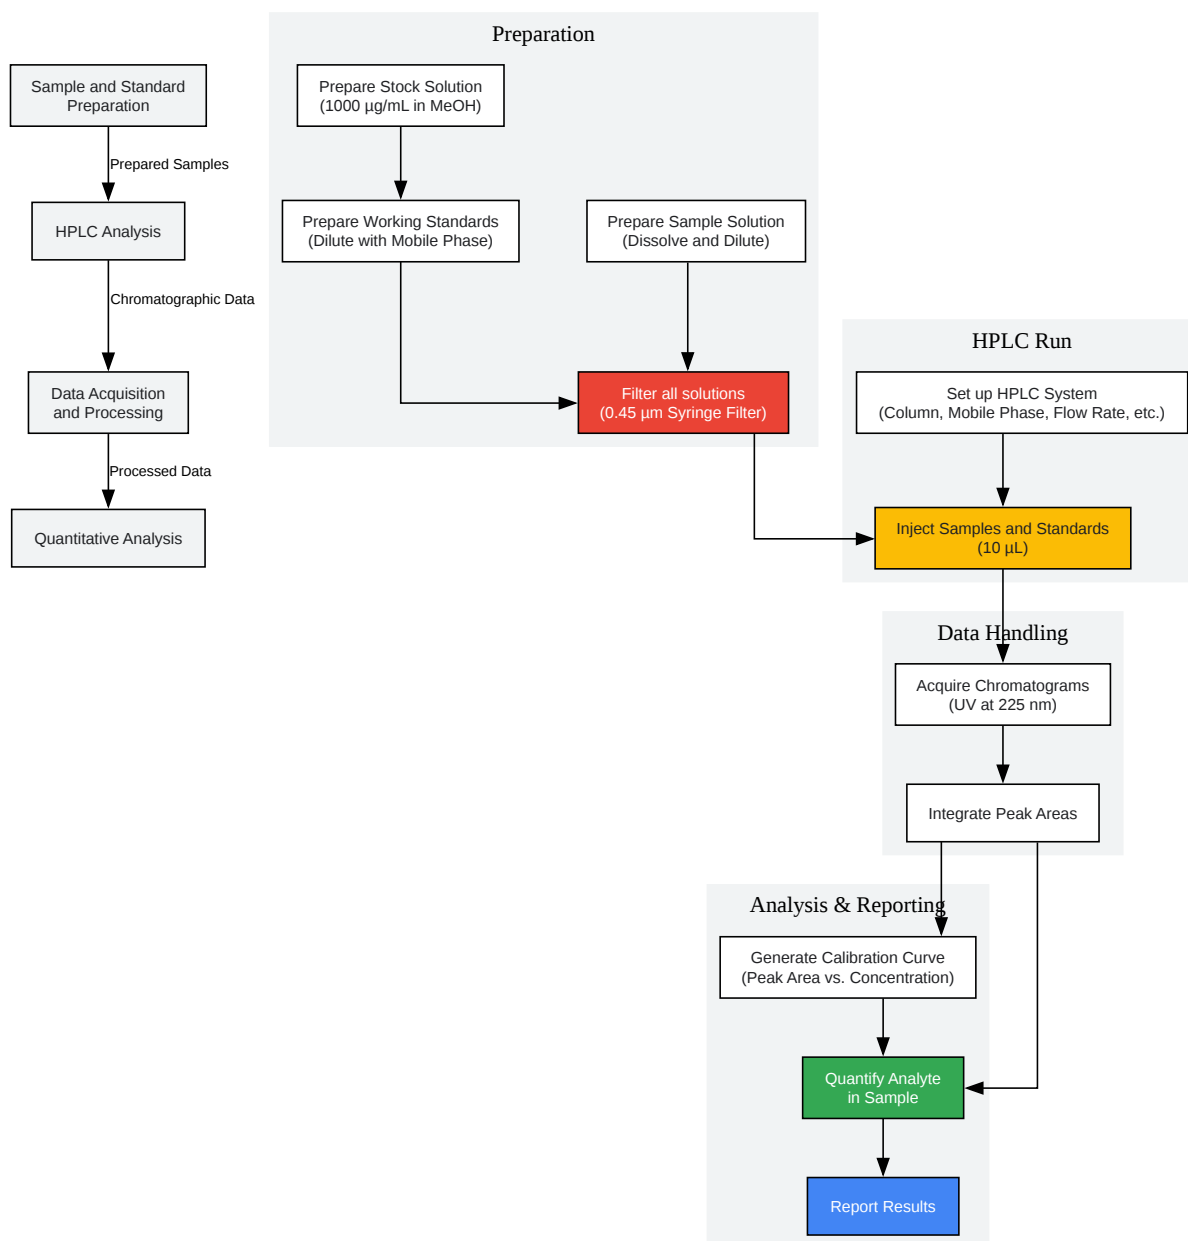 Sample and Standard
Preparation
Prepared Samples
HPLC Analysis
Chromatographic Data
Data Acquisition
and Processing
Processed Data
Quantitative Analysis
Preparation
Prepare Stock Solution
(1000 µg/mL in MeOH)
Prepare Working Standards
(Dilute with Mobile Phase)
Prepare Sample Solution
(Dissolve and Dilute)
Filter all solutions
(0.45 µm Syringe Filter)
HPLC Run
Set up HPLC System
(Column, Mobile Phase, Flow Rate, etc.)
Inject Samples and Standards
(10 µL)
Data Handling
Acquire Chromatograms
(UV at 225 nm)
Integrate Peak Areas
Analysis & Reporting
Generate Calibration Curve
(Peak Area vs. Concentration)
Quantify Analyte
in Sample
Report Results